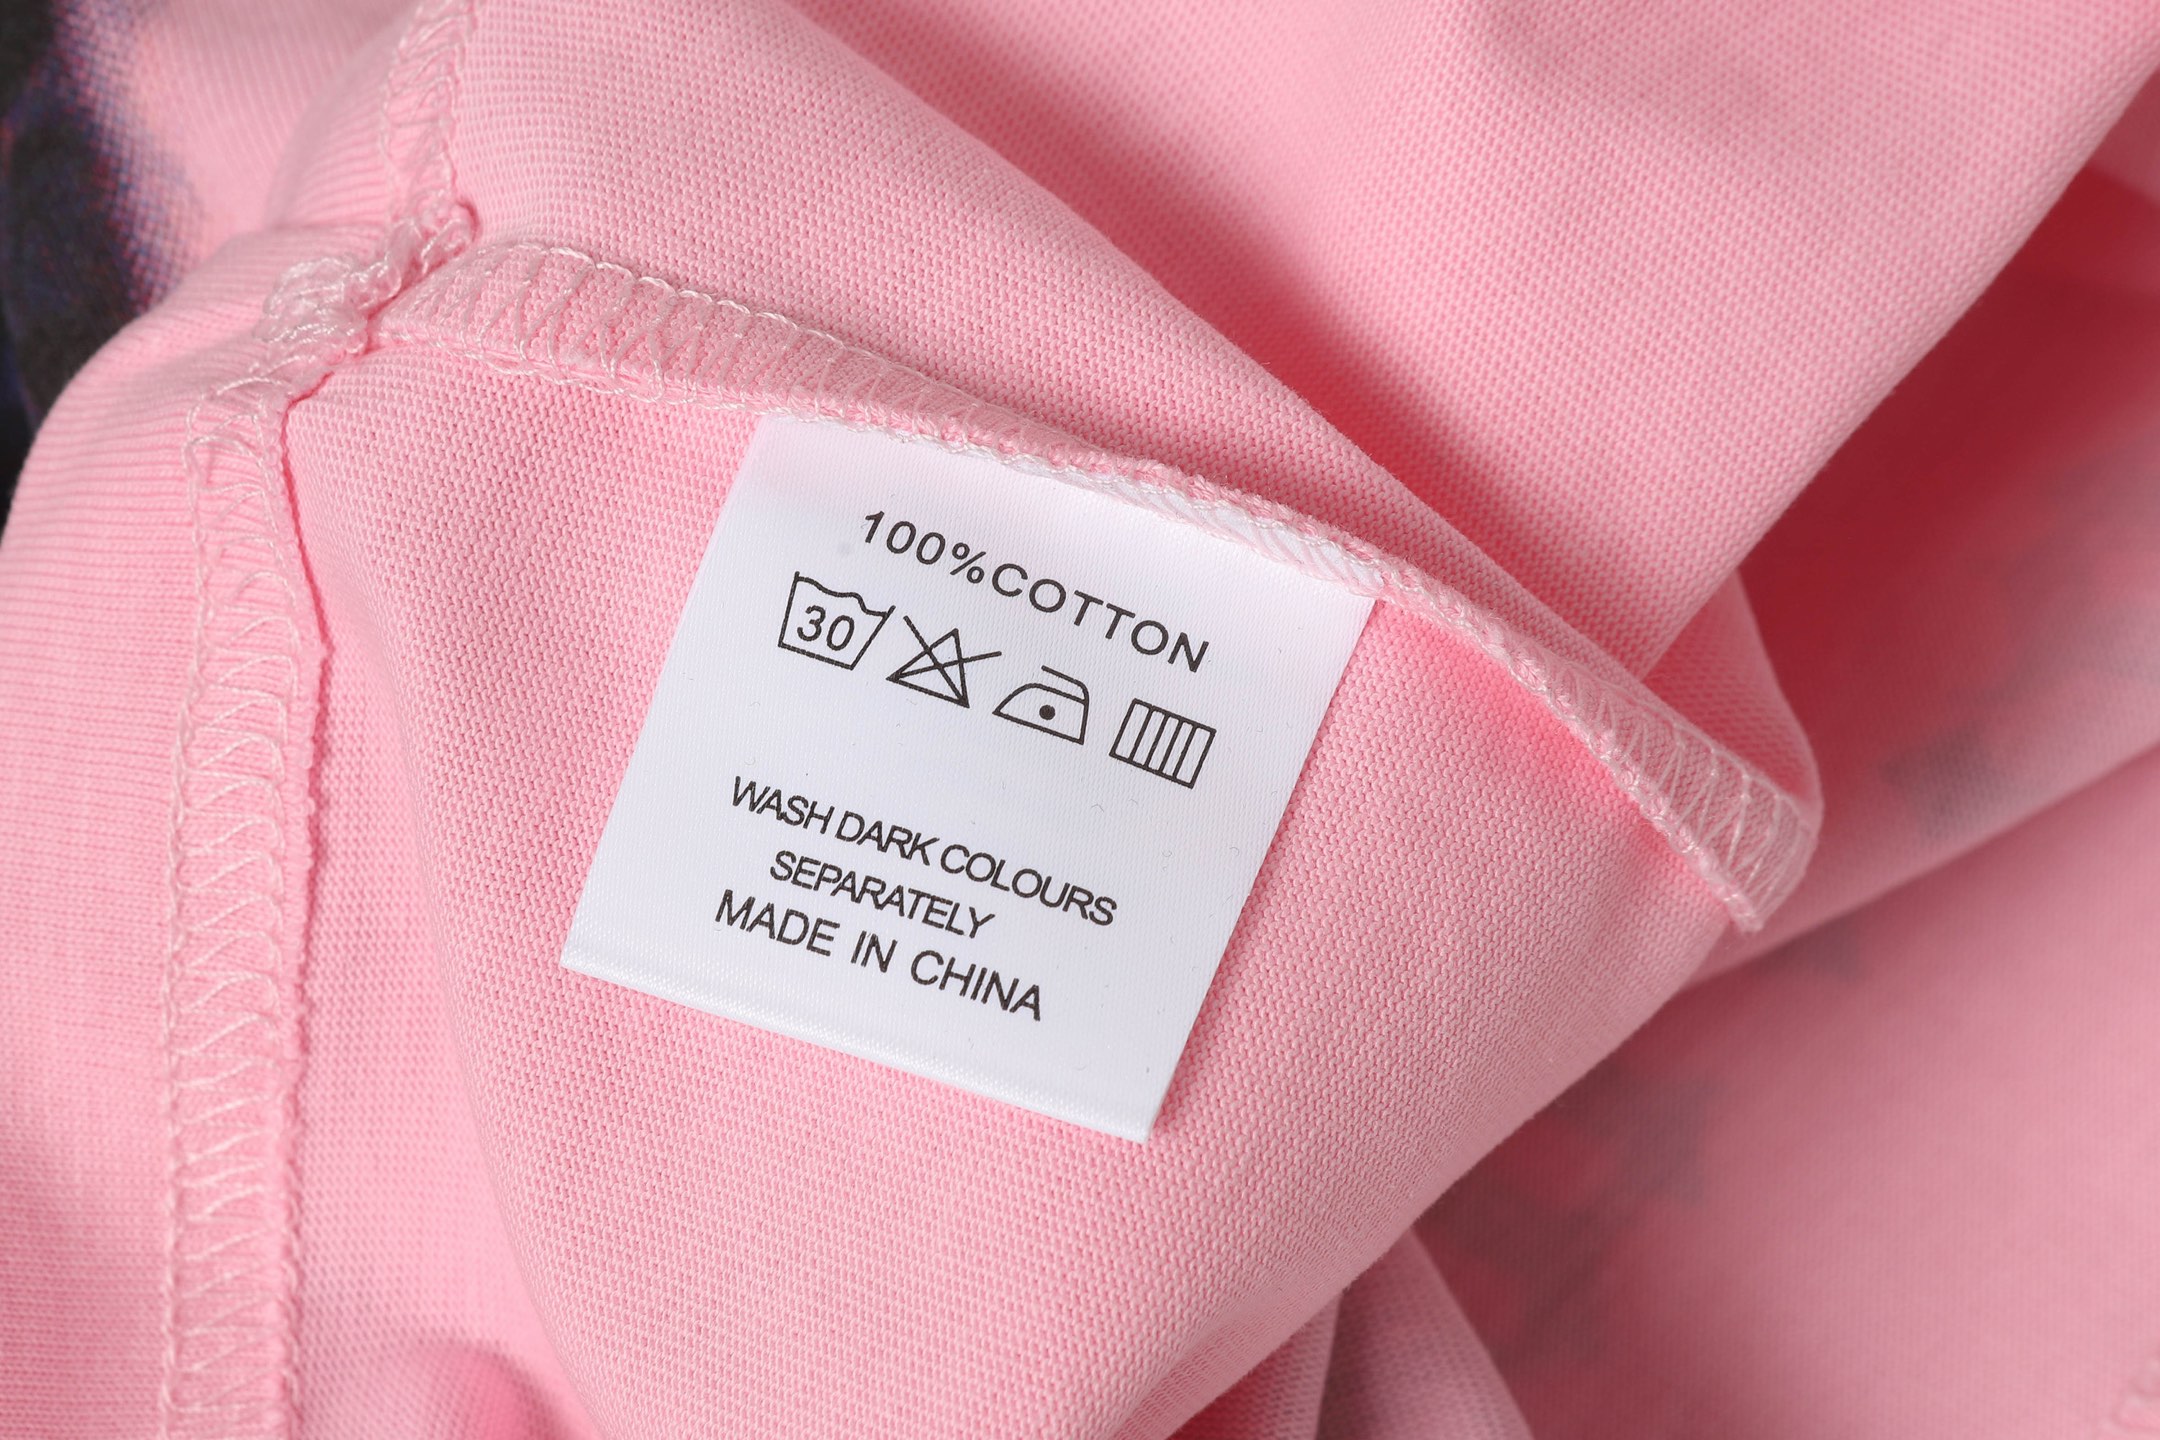 100%COTTON
30
WASH DARK COLOURS
SEPARATELY
MADE IN CHINA